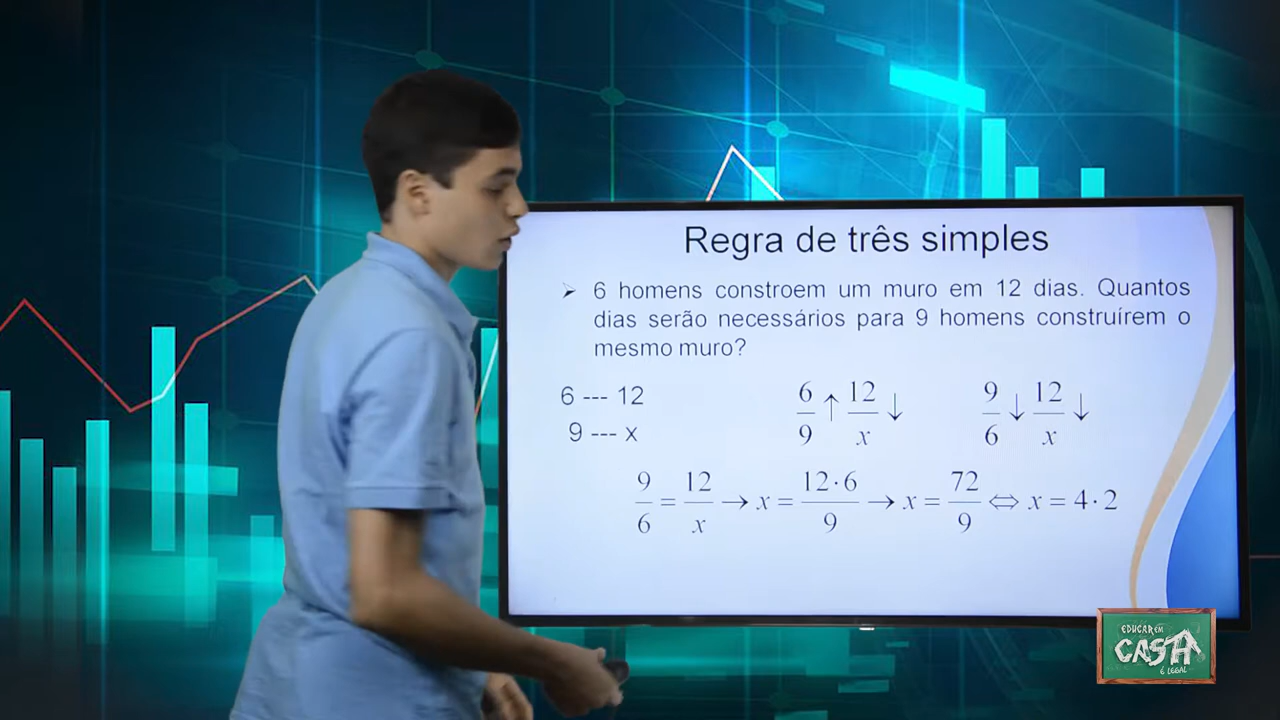 Regra de três simples
➢ 6 homens constroem um muro em 12 dias. Quantos
dias serão necessários para 9 homens construírem o
mesmo muro?
6 --- 12
9 --- x
6/9 ↑ 12/x ↓
9/6 ↓ 12/x ↓
9/6 = 12/x → x = 12·6/9 → x = 72/9 ⇔ x = 4·2
EDUCAR EM
CASA
É LEGAL